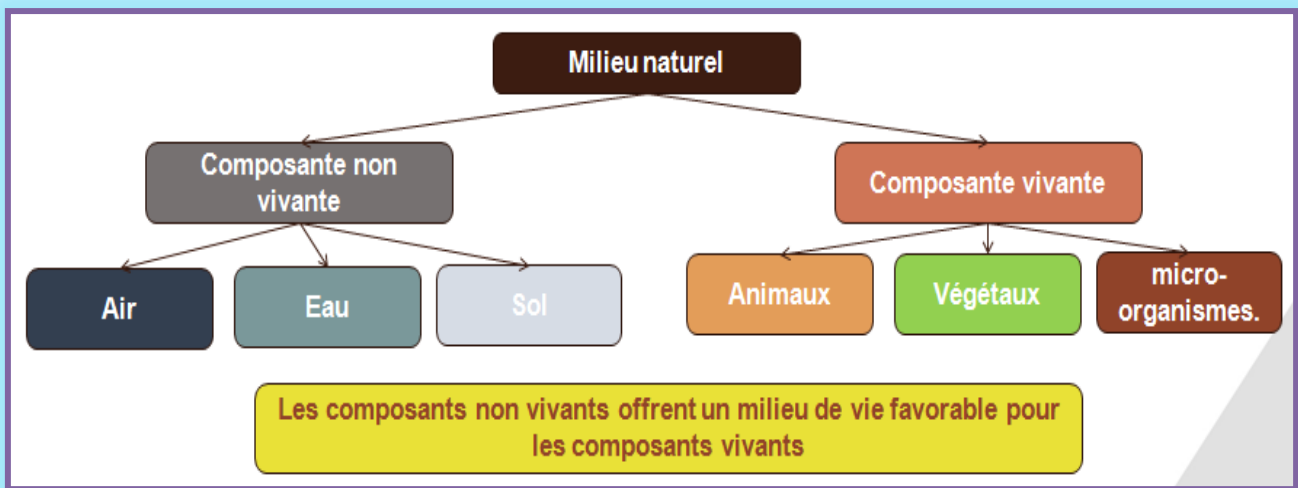 Milieu naturel
Composante non
vivante
Composante vivante
Air
Eau
Sol
Animaux
Végétaux
micro-
organismes.
Les composants non vivants offrent un milieu de vie favorable pour
les composants vivants